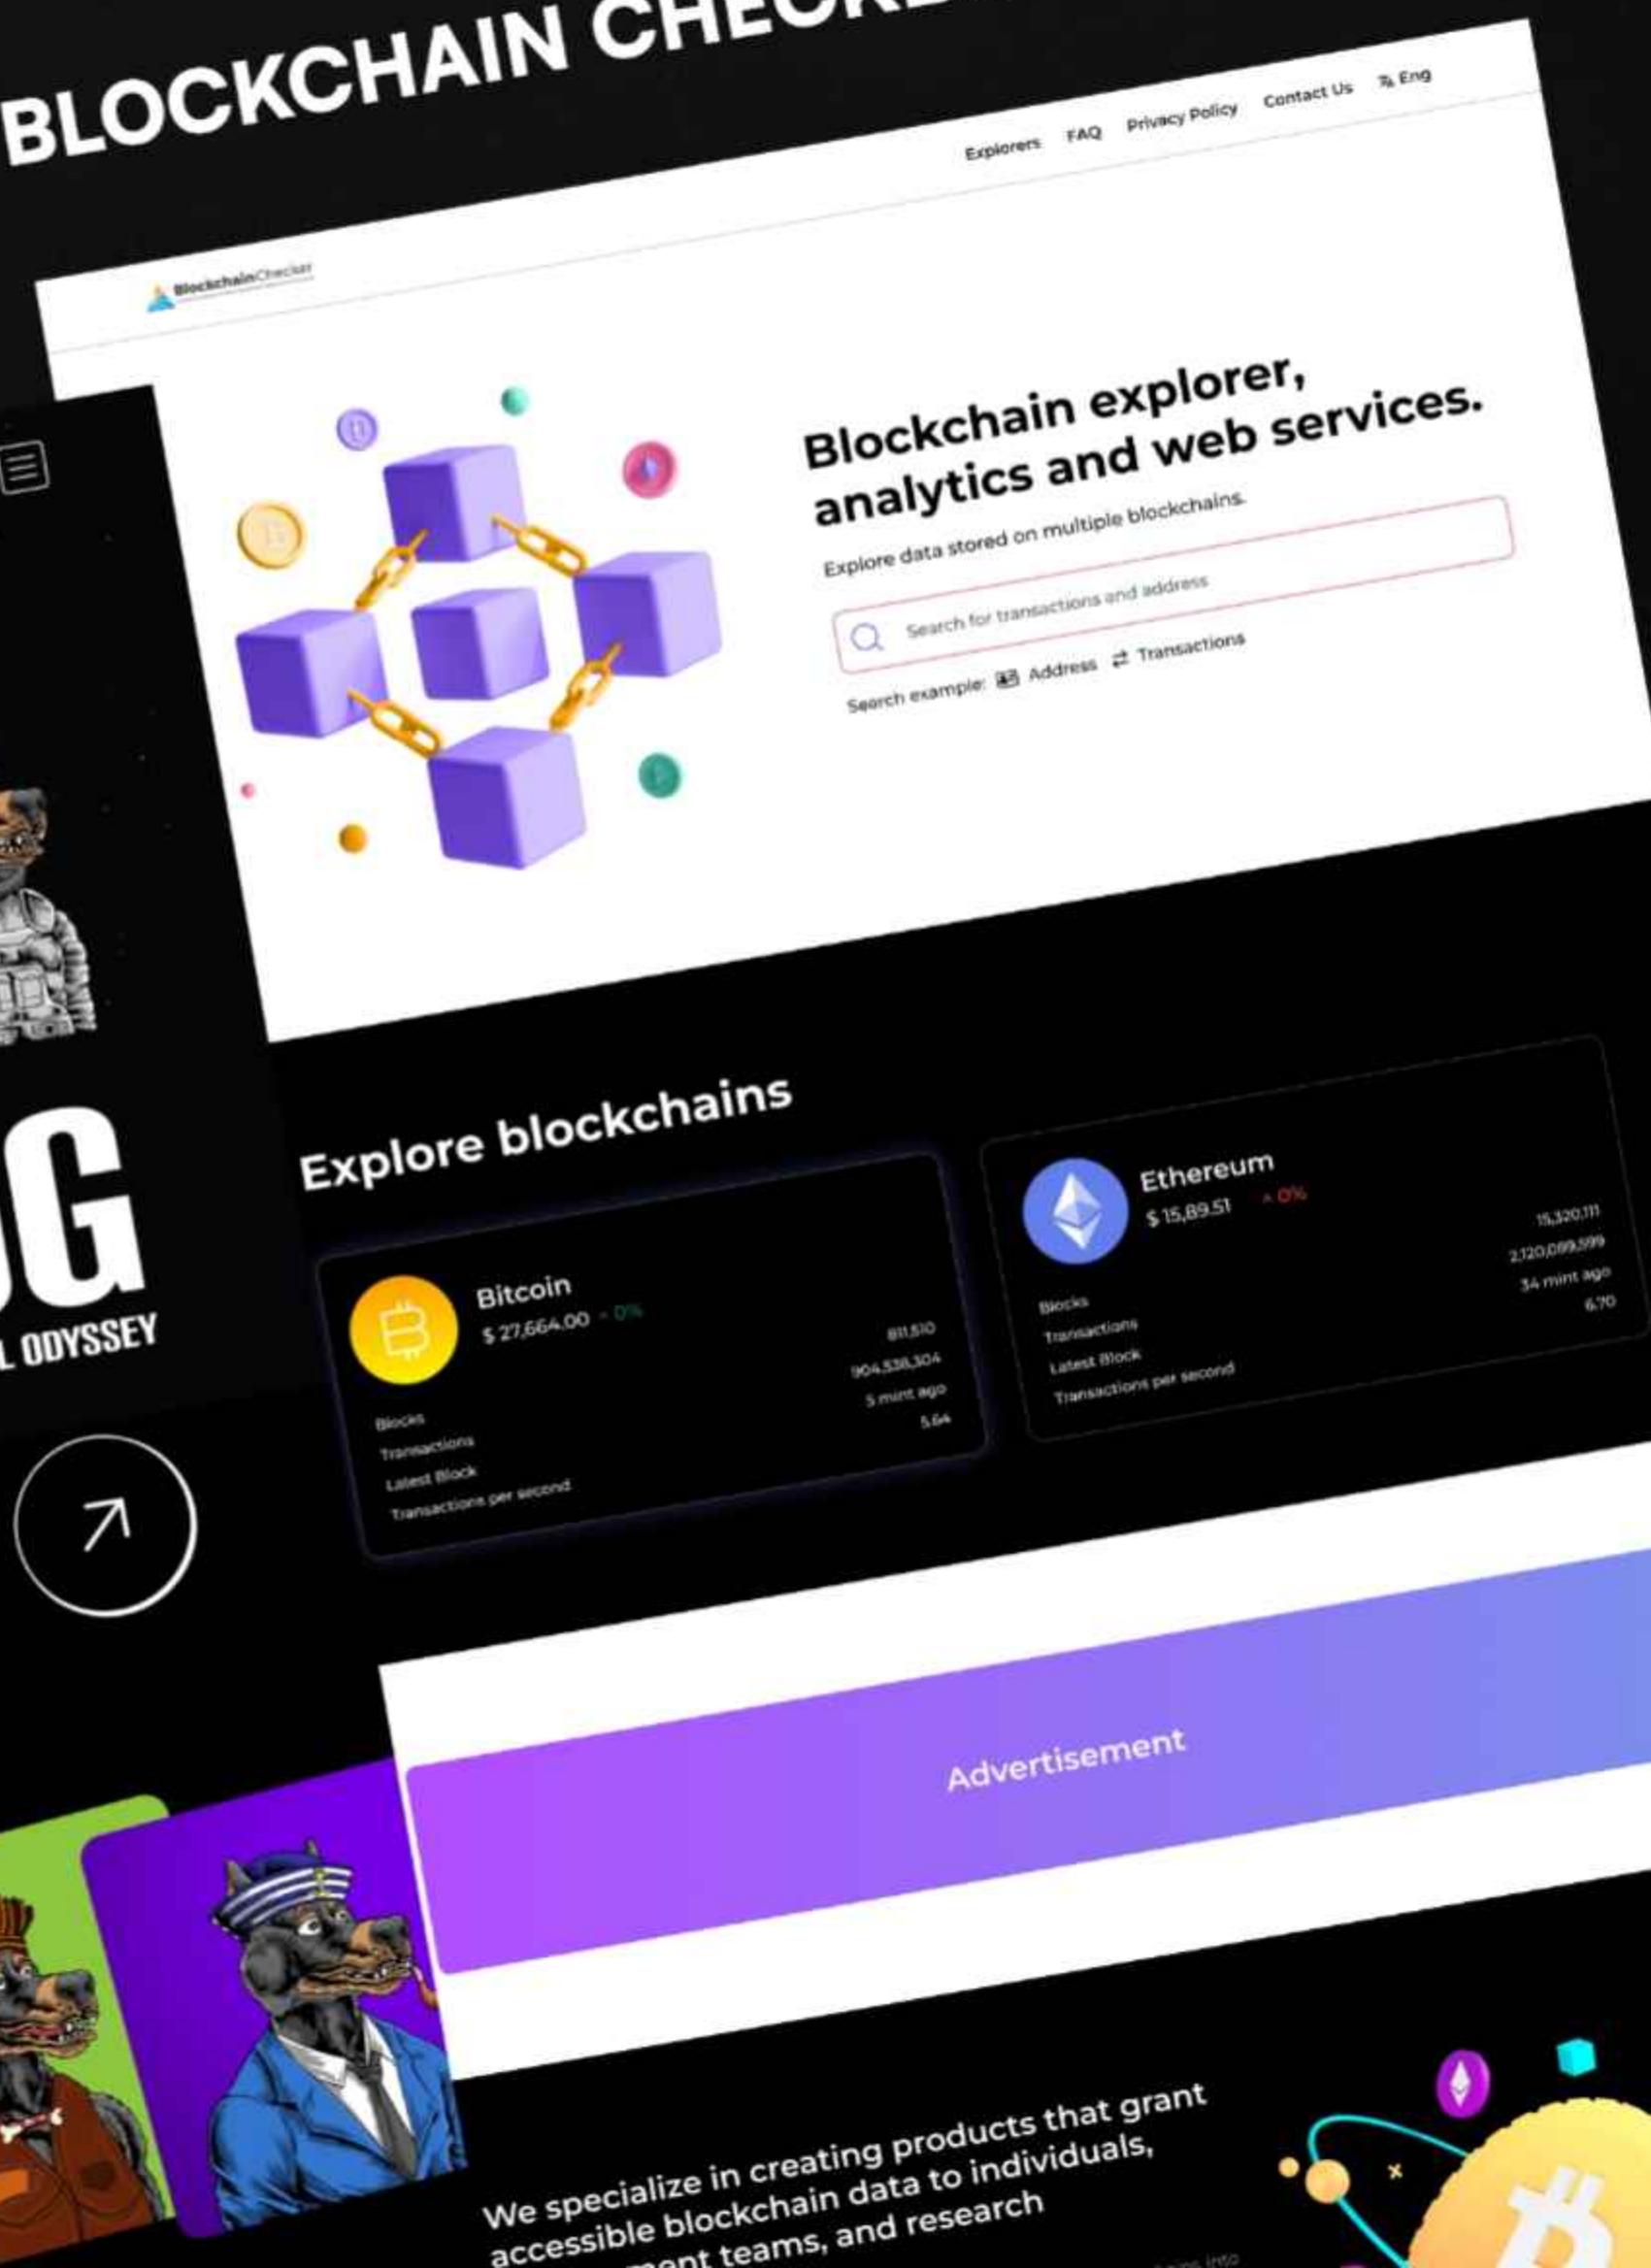 BLOCKCHAIN
Explorers FAQ Privacy Policy Contact Us Eng
BlockchainChecker
Blockchain explorer,
analytics and web services.
Explore data stored on multiple blockchains.
Search for transactions and address
Search example: Address Transactions
Explore blockchains
Bitcoin
$ 27,664.00 ^ 0%
Blocks 811,510
Transactions 904,538,304
Latest Block 5 mint ago
Transactions per second 5.64
Ethereum
$ 15,89.51 ^ 0%
Blocks 15,320,111
Transactions 2,120,089,599
Latest Block 34 mint ago
Transactions per second 6.70
G
L ODYSSEY
Advertisement
We specialize in creating products that grant
accessible blockchain data to individuals,
ent teams, and research